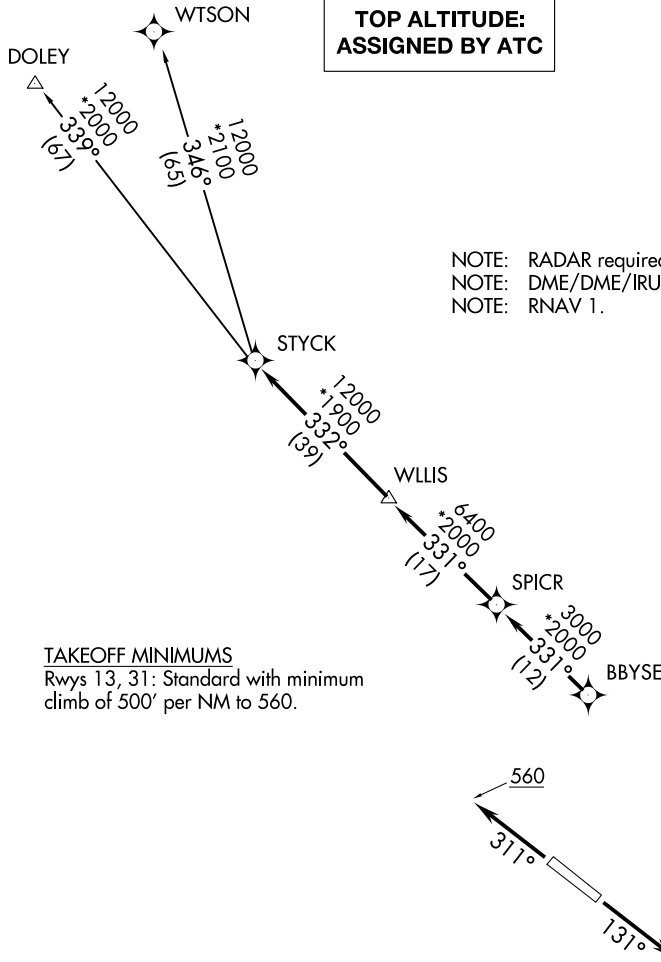 WTSON
TOP ALTITUDE:
ASSIGNED BY ATC
DOLEY
12000
*2000
339°
(67)
12000
*2100
346°
(65)
NOTE: RADAR required
NOTE: DME/DME/IRU
NOTE: RNAV 1.
STYCK
12000
*1900
332°
(39)
WLLIS
6400
*2000
331°
(17)
SPICR
3000
*2000
331°
(12)
BBYSE
TAKEOFF MINIMUMS
Rwys 13, 31: Standard with minimum
climb of 500' per NM to 560.
560
311°
131°